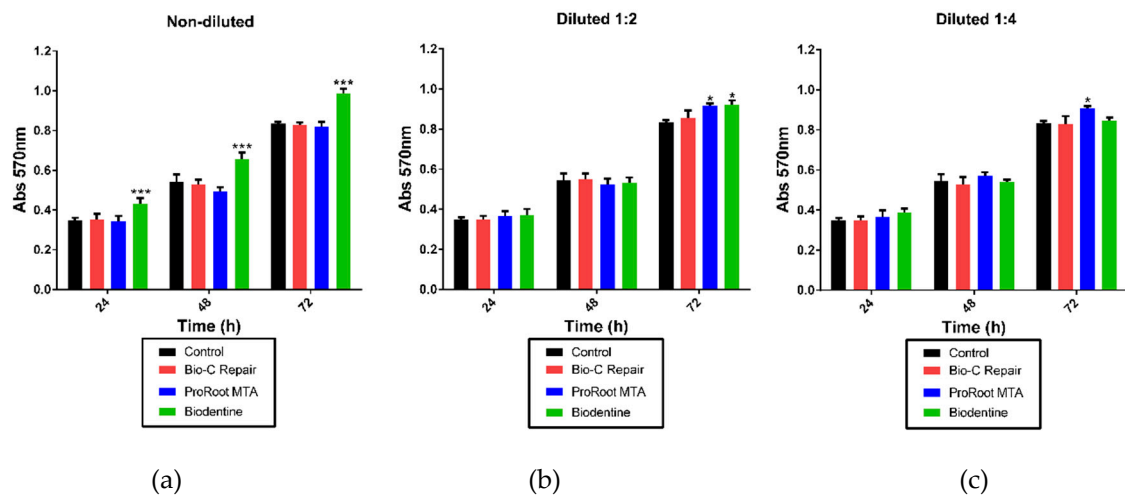 Non-diluted
Abs 570nm
1.2
1.0
0.8
0.6
0.4
0.2
0.0
***
***
***
24
48
72
Time (h)
Control
Bio-C Repair
ProRoot MTA
Biodentine
(a)
Diluted 1:2
Abs 570nm
1.2
1.0
0.8
0.6
0.4
0.2
0.0
* *
24
48
72
Time (h)
Control
Bio-C Repair
ProRoot MTA
Biodentine
(b)
Diluted 1:4
Abs 570nm
1.2
1.0
0.8
0.6
0.4
0.2
0.0
*
24
48
72
Time (h)
Control
Bio-C Repair
ProRoot MTA
Biodentine
(c)